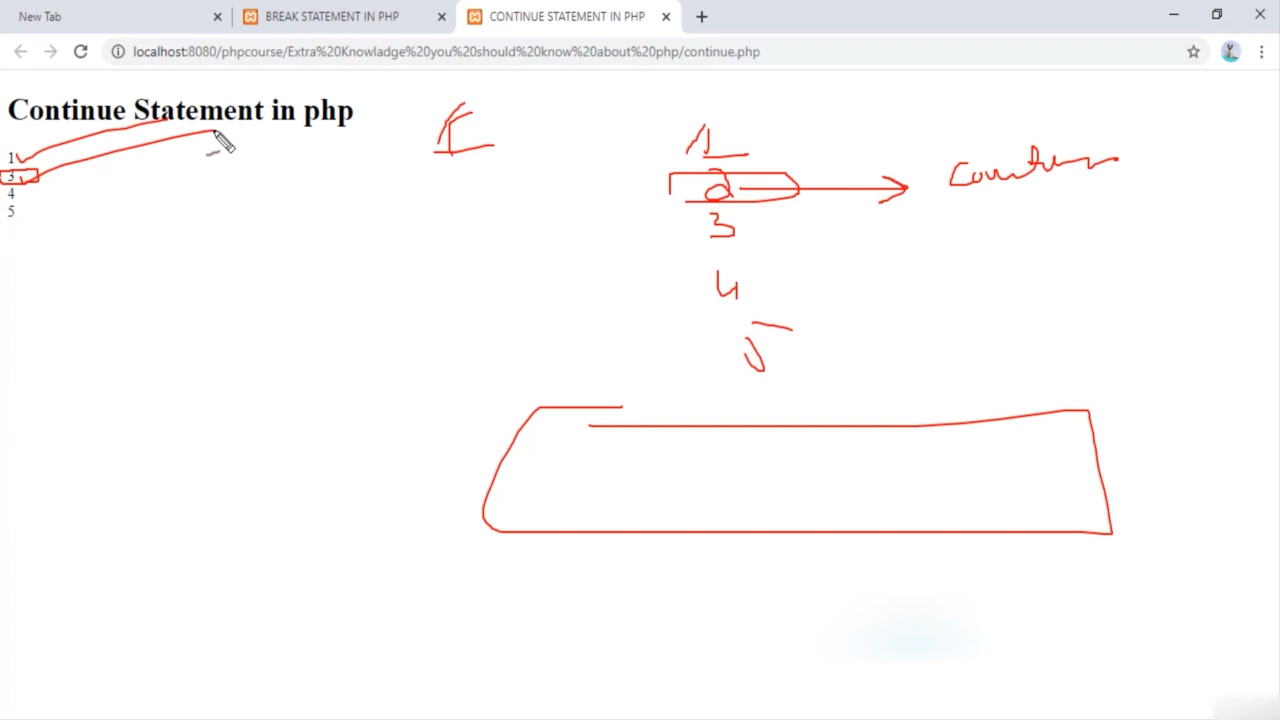 New Tab
BREAK STATEMENT IN PHP
CONTINUE STATEMENT IN PHP
localhost:8080/phpcourse/Extra%20Knowladge%20you%20should%20know%20about%20php/continue.php
Continue Statement in php
1
3
4
5
1
2
3
4
5